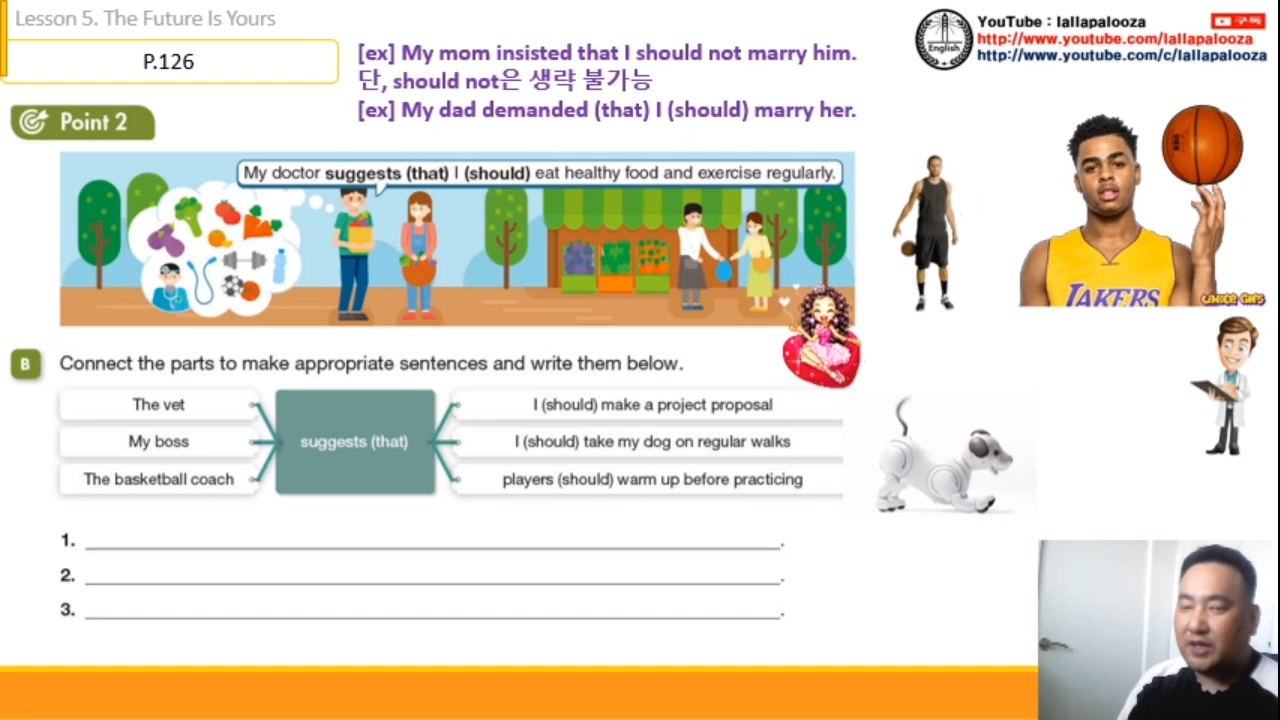 Lesson 5. The Future Is Yours
P.126
[ex] My mom insisted that I should not marry him.
단, should not은 생략 불가능
[ex] My dad demanded (that) I (should) marry her.
English
YouTube : lallapalooza
http://www.youtube.com/lallapalooza
http://www.youtube.com/c/lallapalooza
Point 2
My doctor suggests (that) I (should) eat healthy food and exercise regularly.
LAKERS
B Connect the parts to make appropriate sentences and write them below.
The vet
My boss
The basketball coach
suggests (that)
I (should) make a project proposal
I (should) take my dog on regular walks
players (should) warm up before practicing
1.
2.
3.